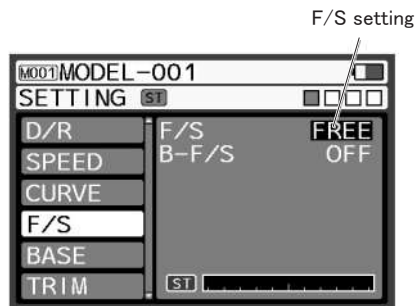 F/S setting
M001 MODEL-001
SETTING ST
D/R
SPEED
CURVE
F/S
BASE
TRIM
F/S FREE
B-F/S OFF
ST